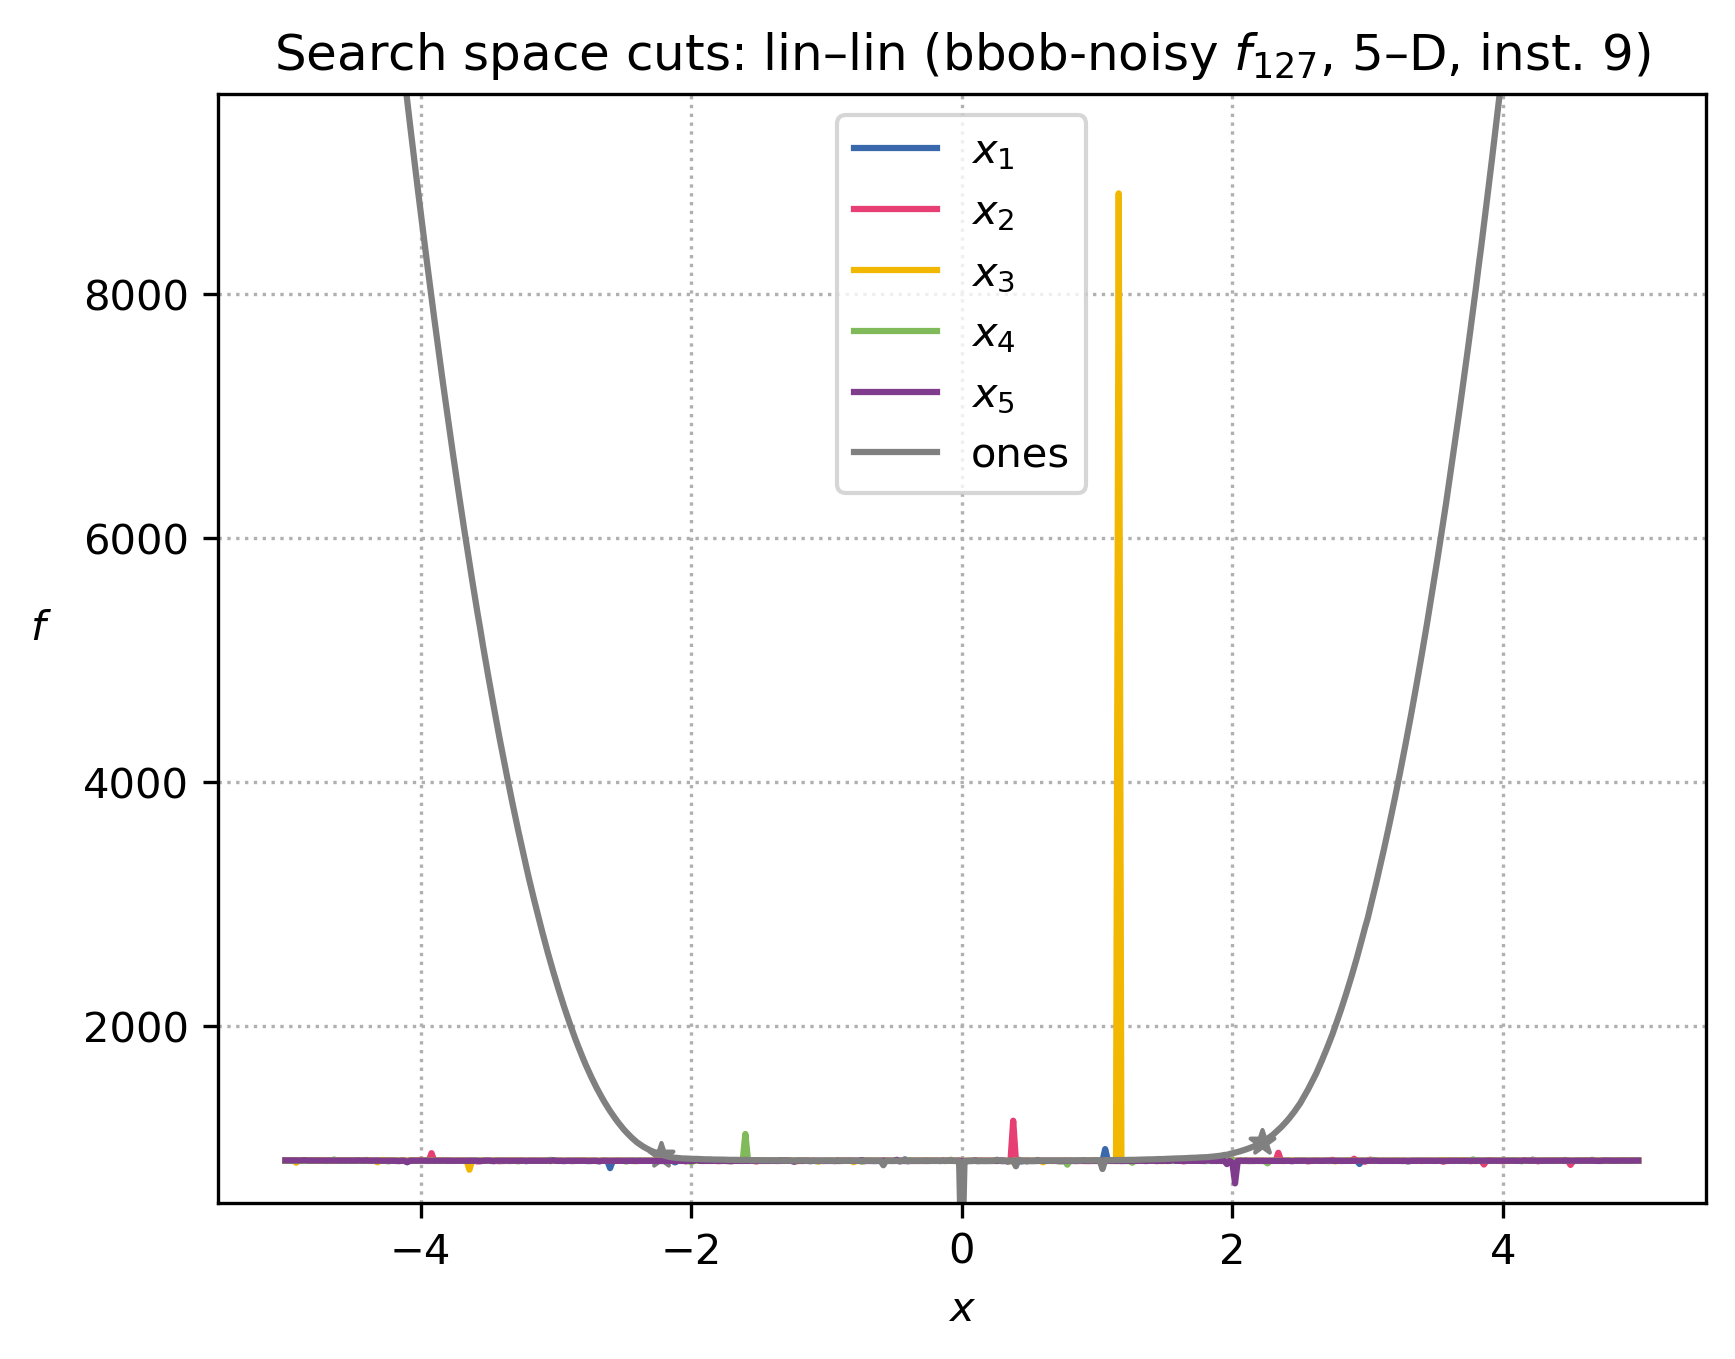 Search space cuts: lin–lin (bbob-noisy f₁₂₇, 5–D, inst. 9)
x₁
x₂
x₃
x₄
x₅
ones
8000
6000
4000
2000
f
−4 −2 0 2 4
x